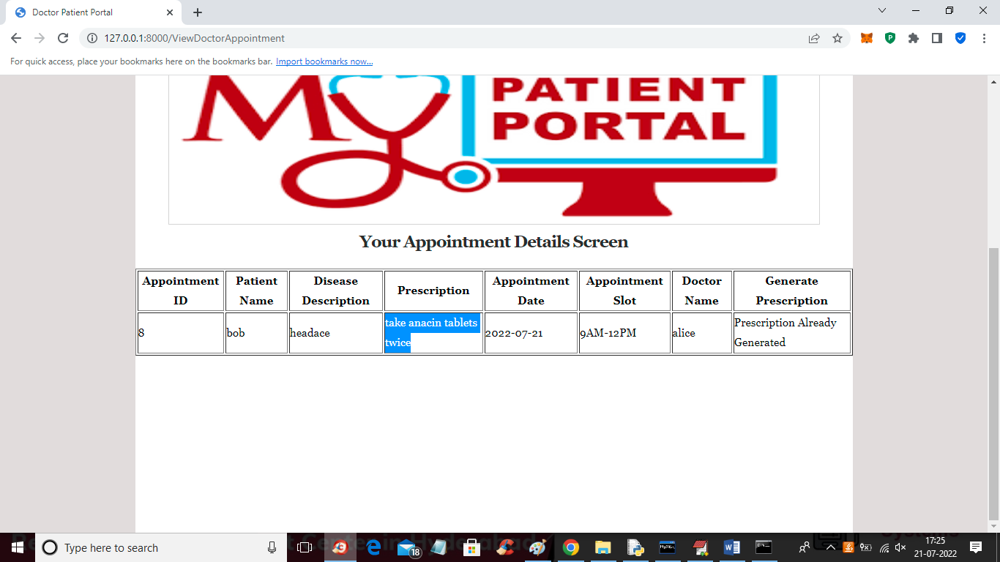 Doctor Patient Portal
127.0.0.1:8000/ViewDoctorAppointment
For quick access, place your bookmarks here on the bookmarks bar. Import bookmarks now...
My PATIENT
PORTAL
Your Appointment Details Screen
Appointment ID Patient Name Disease Description Prescription Appointment Date Appointment Slot Doctor Name Generate Prescription
8 bob headace take anacin tablets twice 2022-07-21 9AM-12PM alice Prescription Already Generated
Type here to search
18
MySQL
17:25
21-07-2022